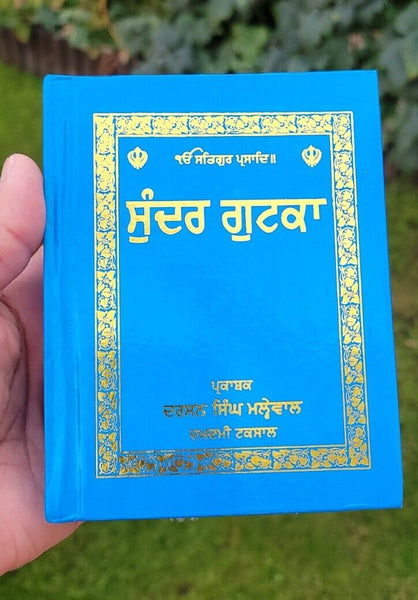 ੴ ਸਤਿਗੁਰ ਪ੍ਰਸਾਦਿ॥
ਸੁੰਦਰ ਗੁਟਕਾ
ਪ੍ਰਕਾਸ਼ਕ
ਦਰਸ਼ਨ ਸਿੰਘ ਮਲ੍ਹੇਵਾਲ
ਦਮਦਮੀ ਟਕਸਾਲ